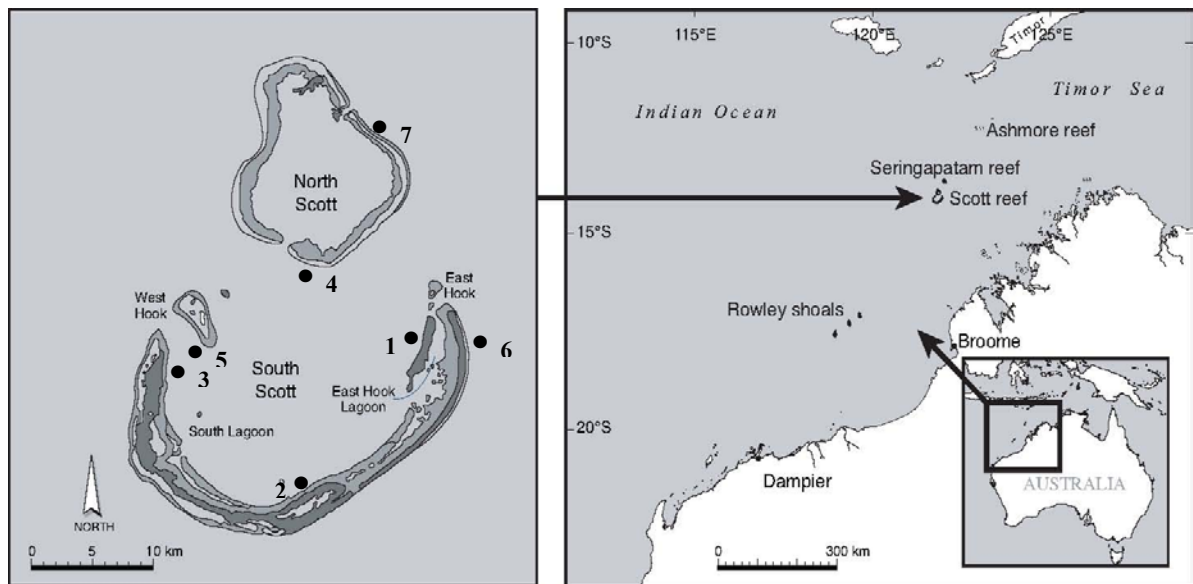 7
North
Scott
4
East
Hook
West
Hook
1
6
5
3
South
Scott
East Hook
Lagoon
South Lagoon
2
NORTH
0 5 10 km
115°E 120°E 125°E
10°S
Timor
Timor Sea
Indian Ocean
Ashmore reef
Seringapatam reef
Scott reef
15°S
Rowley shoals
Broome
20°S
Dampier
AUSTRALIA
0 300 km